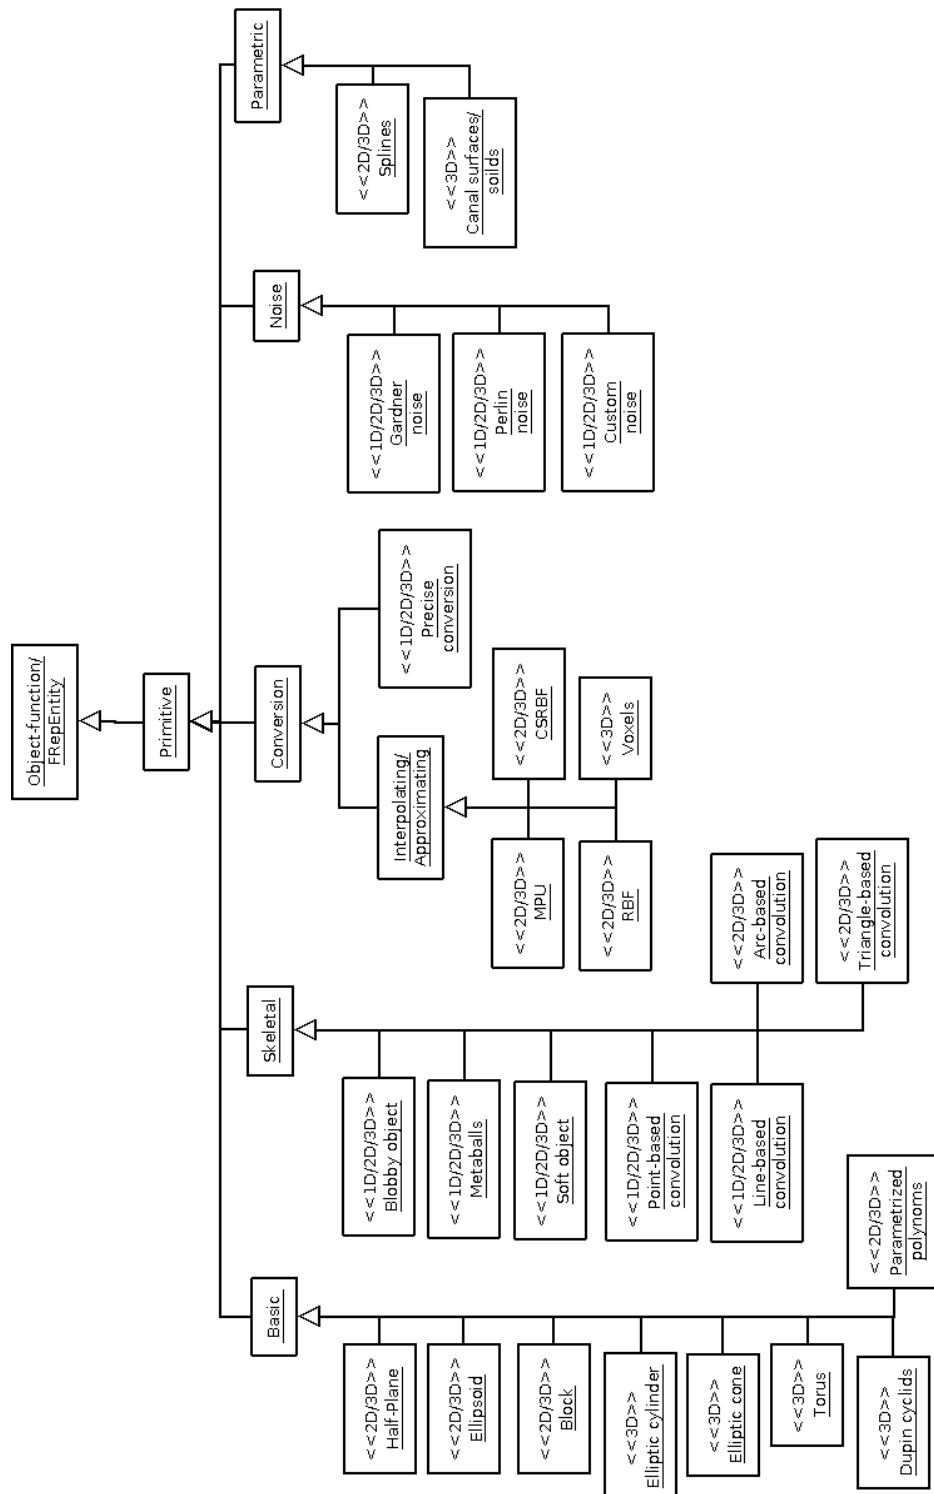 Object-function/
FRepEntity
Primitive
Basic
Skeletal
Conversion
Noise
Parametric
<<2D/3D>>
Half-Plane
<<2D/3D>>
Ellipsoid
<<2D/3D>>
Block
<<3D>>
Elliptic cylinder
<<3D>>
Elliptic cone
<<3D>>
Torus
<<3D>>
Dupin cyclids
<<2D/3D>>
Parametrized
polynoms
<<1D/2D/3D>>
Blobby object
<<1D/2D/3D>>
Metaballs
<<1D/2D/3D>>
Soft object
<<1D/2D/3D>>
Point-based
convolution
<<1D/2D/3D>>
Line-based
convolution
<<2D/3D>>
Arc-based
convolution
<<2D/3D>>
Triangle-based
convolution
Interpolating/
Approximating
<<1D/2D/3D>>
Precise
conversion
<<2D/3D>>
MPU
<<2D/3D>>
CSRBF
<<2D/3D>>
RBF
<<3D>>
Voxels
<<1D/2D/3D>>
Gardner
noise
<<1D/2D/3D>>
Perlin
noise
<<1D/2D/3D>>
Custom
noise
<<2D/3D>>
Splines
<<3D>>
Canal surfaces/
soilds